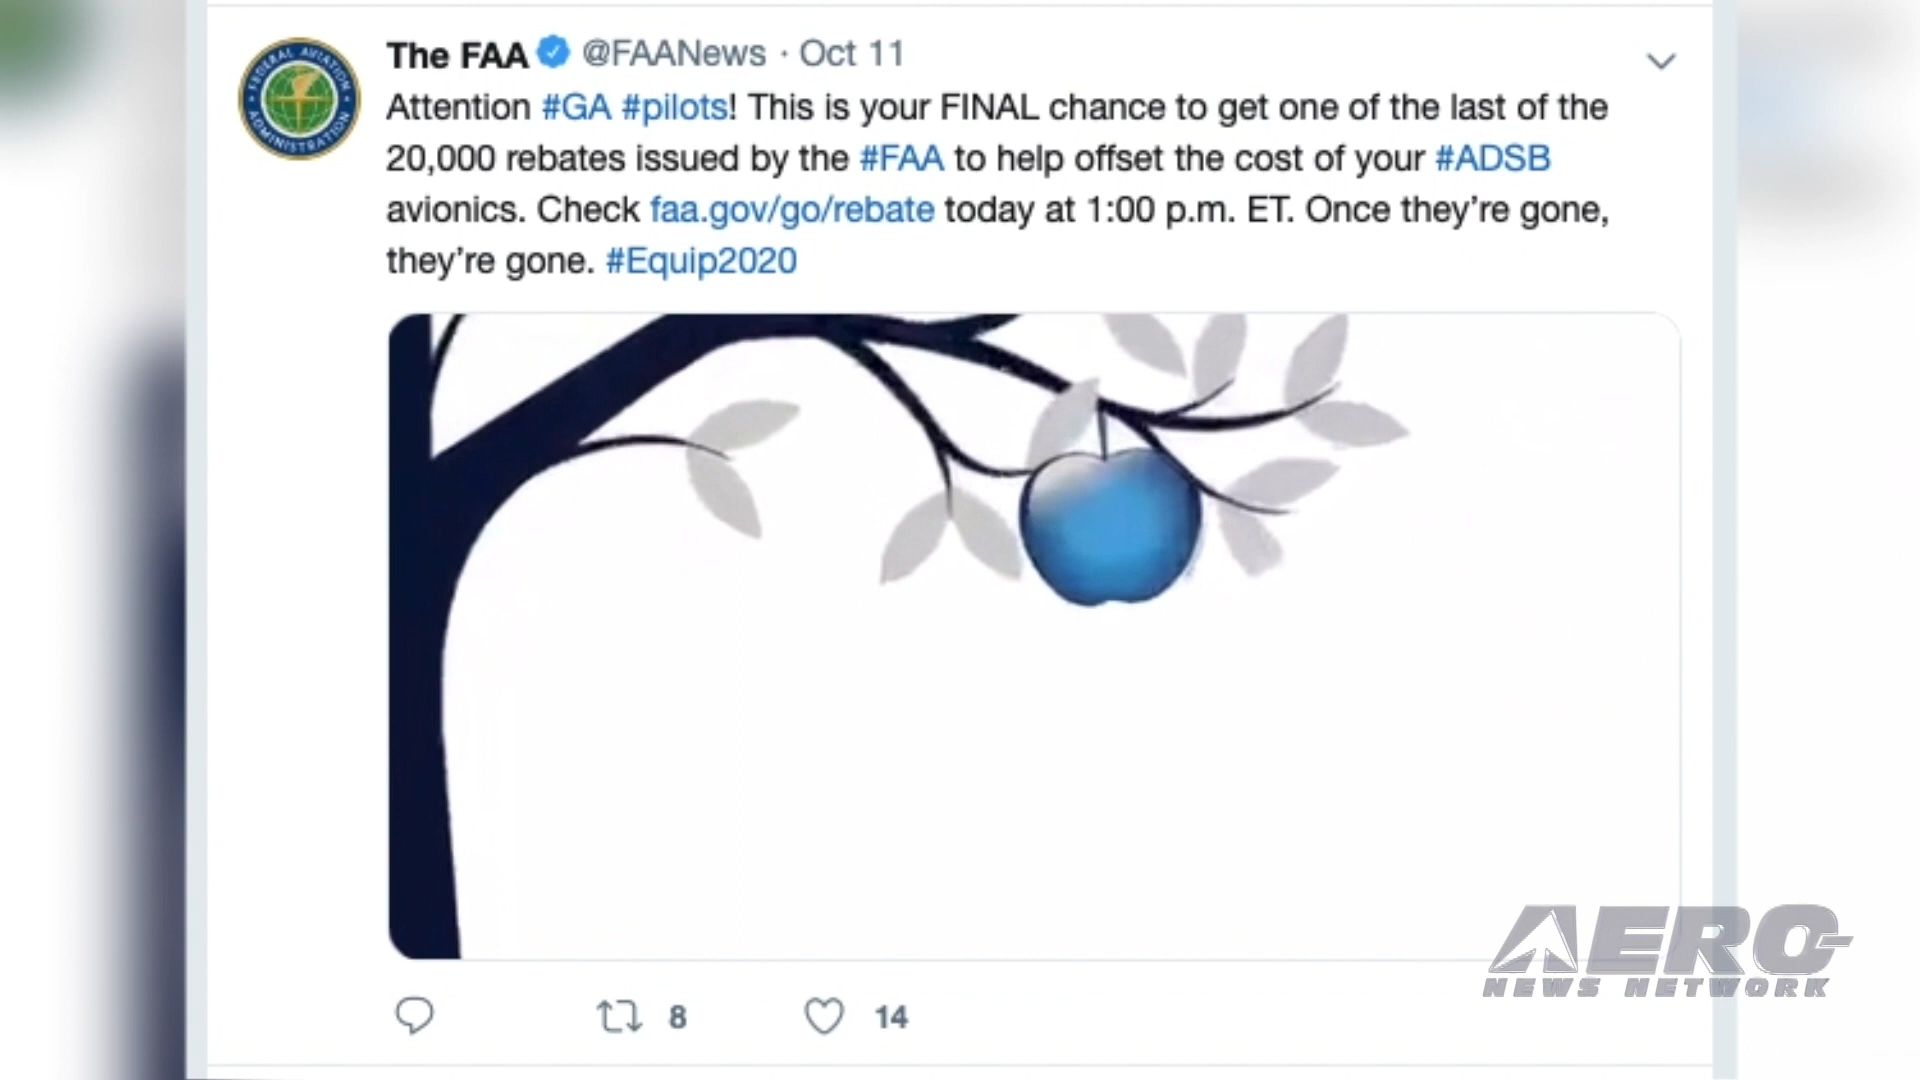 The FAA @FAANews · Oct 11
Attention #GA #pilots! This is your FINAL chance to get one of the last of the
20,000 rebates issued by the #FAA to help offset the cost of your #ADSB
avionics. Check faa.gov/go/rebate today at 1:00 p.m. ET. Once they’re gone,
they’re gone. #Equip2020
FEDERAL AVIATION
ADMINISTRATION
8 14
AERO-
NEWS NETWORK